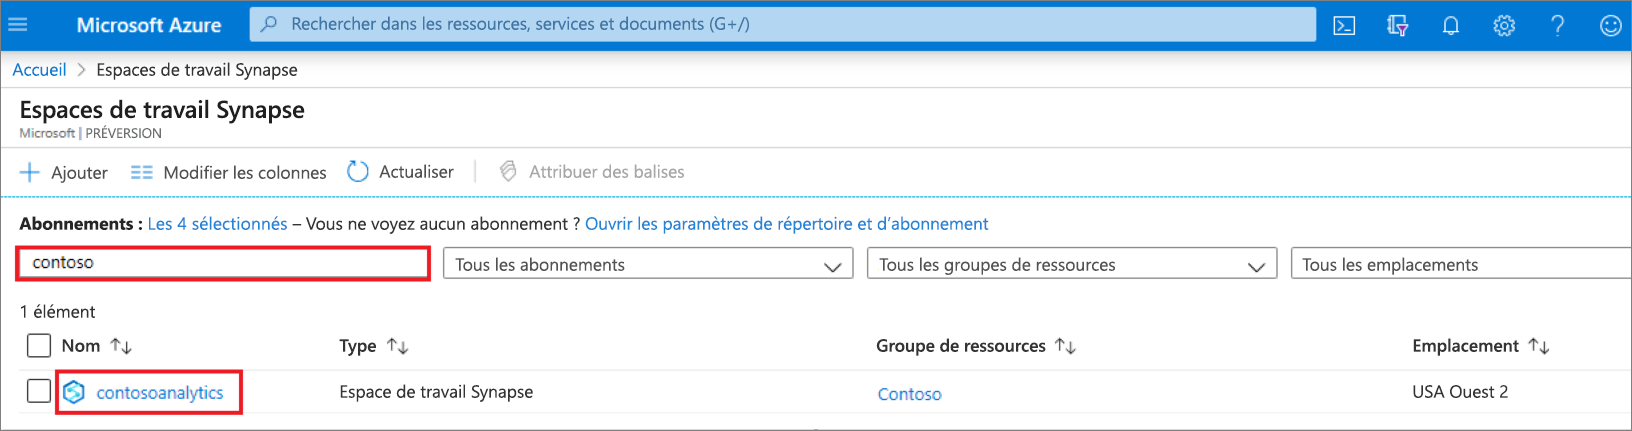 Microsoft Azure
Rechercher dans les ressources, services et documents (G+/)
Accueil > Espaces de travail Synapse
Espaces de travail Synapse
Microsoft | PRÉVERSION
Ajouter Modifier les colonnes Actualiser Attribuer des balises
Abonnements : Les 4 sélectionnés – Vous ne voyez aucun abonnement ? Ouvrir les paramètres de répertoire et d’abonnement
contoso Tous les abonnements Tous les groupes de ressources Tous les emplacements
1 élément
Nom ↑↓ Type ↑↓ Groupe de ressources ↑↓ Emplacement ↑↓
contosoanalytics Espace de travail Synapse Contoso USA Ouest 2